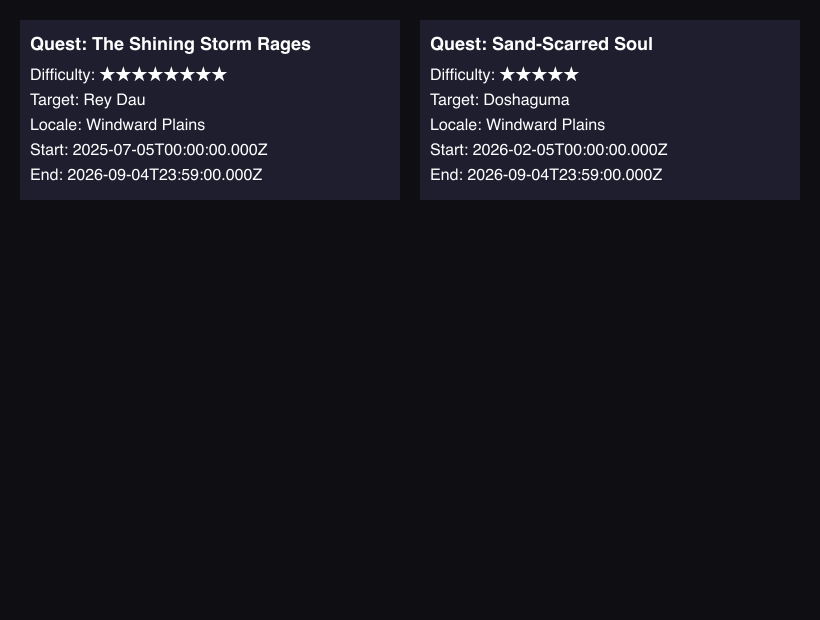 Quest: The Shining Storm Rages
Difficulty: ★★★★★★★★
Target: Rey Dau
Locale: Windward Plains
Start: 2025-07-05T00:00:00.000Z
End: 2026-09-04T23:59:00.000Z
Quest: Sand-Scarred Soul
Difficulty: ★★★★★
Target: Doshaguma
Locale: Windward Plains
Start: 2026-02-05T00:00:00.000Z
End: 2026-09-04T23:59:00.000Z